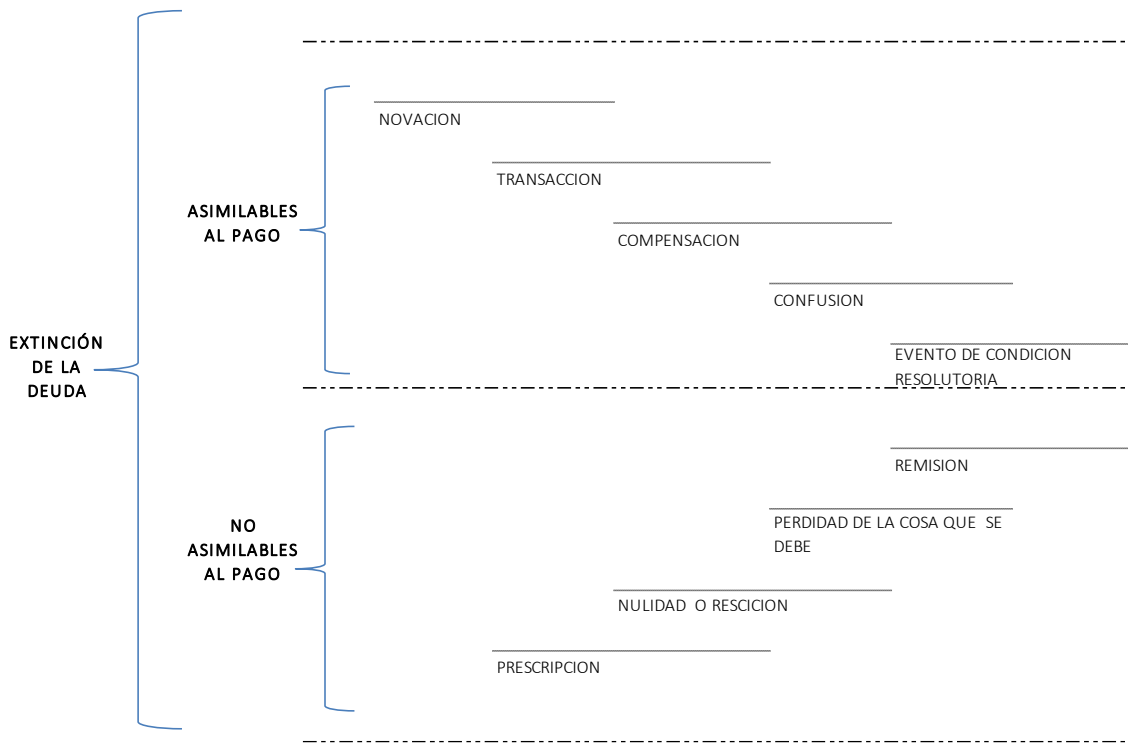 EXTINCIÓN
DE LA
DEUDA
ASIMILABLES
AL PAGO
NOVACION
TRANSACCION
COMPENSACION
CONFUSION
EVENTO DE CONDICION
RESOLUTORIA
NO
ASIMILABLES
AL PAGO
REMISION
PERDIDAD DE LA COSA QUE SE
DEBE
NULIDAD O RESCICION
PRESCRIPCION